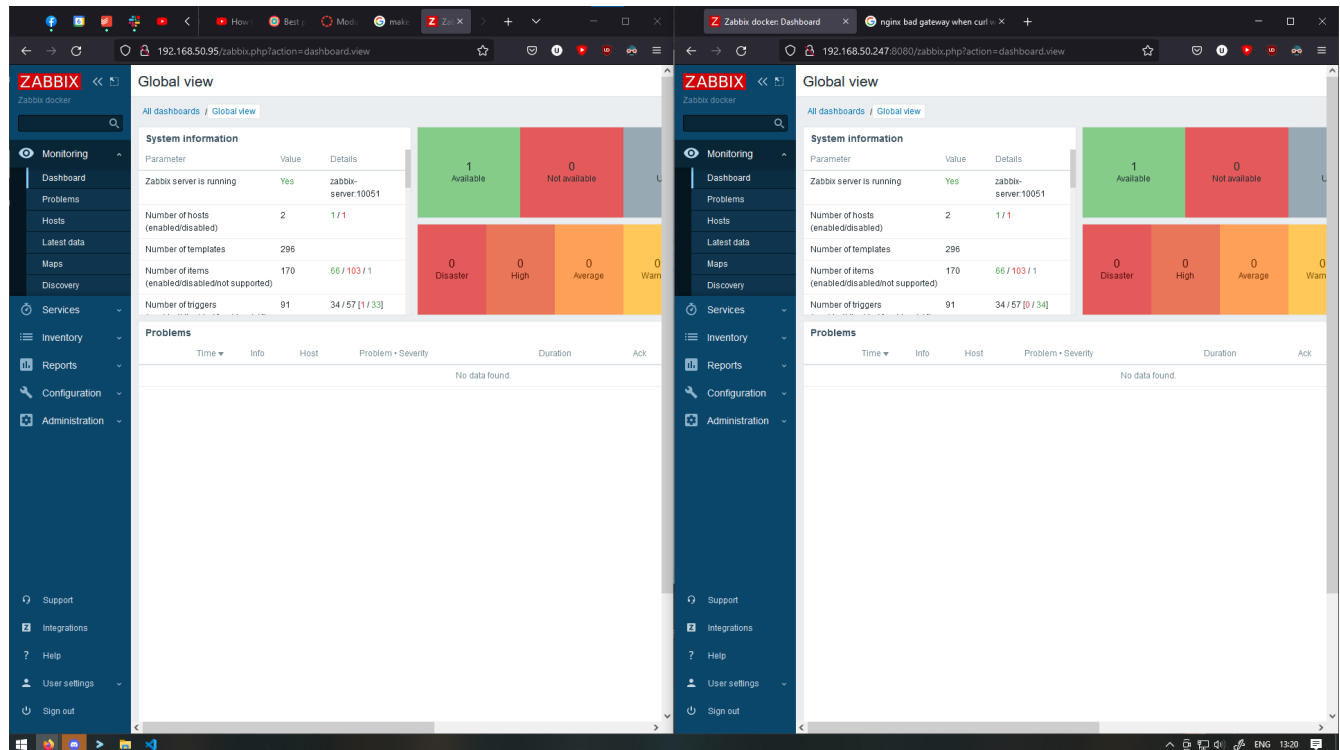 How
Best
Mod
make
Z Za
192.168.50.95/zabbix.php?action=dashboard.view
ZABBIX
Zabbix docker
Monitoring
Dashboard
Problems
Hosts
Latest data
Maps
Discovery
Services
Inventory
Reports
Configuration
Administration
Support
Z Integrations
? Help
User settings
Sign out
Global view
All dashboards / Global view
System information
Parameter Value Details
Zabbix server is running Yes zabbix-
server:10051
Number of hosts 2 1 / 1
(enabled/disabled)
Number of templates 296
Number of items 170 66 / 103 / 1
(enabled/disabled/not supported)
Number of triggers 91 34 / 57 [1 / 33]
1
Available
0
Not available
U
0
Disaster
0
High
0
Average
0
Warn
Problems
Time Info Host Problem • Severity Duration Ack
No data found.
Z Zabbix docker Dashboard
nginx bad gateway when curl
192.168.50.247:8080/zabbix.php?action=dashboard.view
ZABBIX
Zabbix docker
Monitoring
Dashboard
Problems
Hosts
Latest data
Maps
Discovery
Services
Inventory
Reports
Configuration
Administration
Support
Z Integrations
? Help
User settings
Sign out
Global view
All dashboards / Global view
System information
Parameter Value Details
Zabbix server is running Yes zabbix-
server:10051
Number of hosts 2 1 / 1
(enabled/disabled)
Number of templates 296
Number of items 170 66 / 103 / 1
(enabled/disabled/not supported)
Number of triggers 91 34 / 57 [0 / 34]
1
Available
0
Not available
U
0
Disaster
0
High
0
Average
0
Warn
Problems
Time Info Host Problem • Severity Duration Ack
No data found.
ENG 13:20